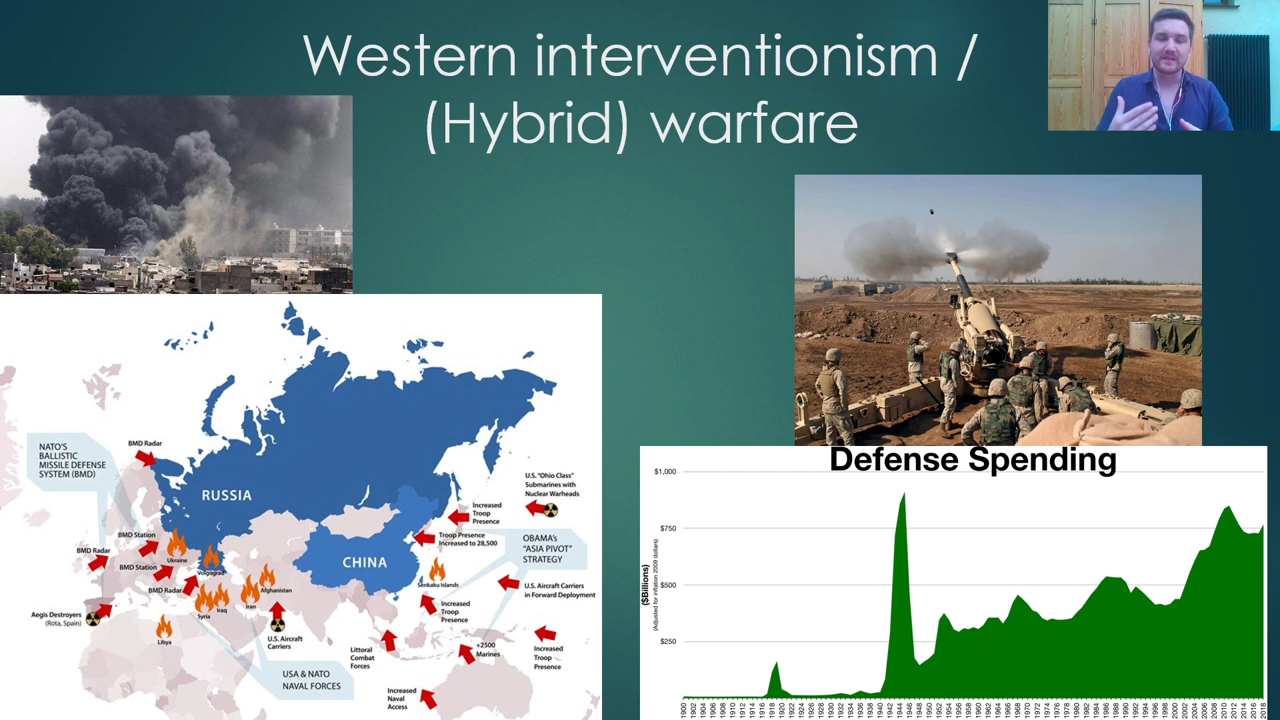 Western interventionism /
(Hybrid) warfare
NATO'S
BALLISTIC
MISSILE DEFENSE
SYSTEM (BMD)
BMD Radar
RUSSIA
U.S. "Ohio Class"
Submarines with
Nuclear Warheads
Increased
Troop
Presence
Troop Presence
Increased to 28,500
OBAMA'S
"ASIA PIVOT"
STRATEGY
BMD Station
BMD Radar
Ukraine
BMD Station
Volgograd
CHINA
Senkaku Islands
BMD Radar
Afghanistan
Iran
Iraq
Syria
U.S. Aircraft Carriers
in Forward Deployment
Aegis Destroyers
(Rota, Spain)
Increased
Troop
Presence
Libya
U.S. Aircraft
Carriers
Littoral
Combat
Forces
+2500
Marines
Increased
Troop
Presence
USA & NATO
NAVAL FORCES
Increased
Naval
Access
Defense Spending
$1,000
$750
$500
$250
($Billions)
(Adjusted for inflation 2009 dollars)
1900 1902 1904 1906 1908 1910 1912 1914 1916 1918 1920 1922 1924 1926 1928 1930 1932 1934 1936 1938 1940 1942 1944 1946 1948 1950 1952 1954 1956 1958 1960 1962 1964 1966 1968 1970 1972 1974 1976 1978 1980 1982 1984 1986 1988 1990 1992 1994 1996 1998 2000 2002 2004 2006 2008 2010 2012 2014 2016 2018